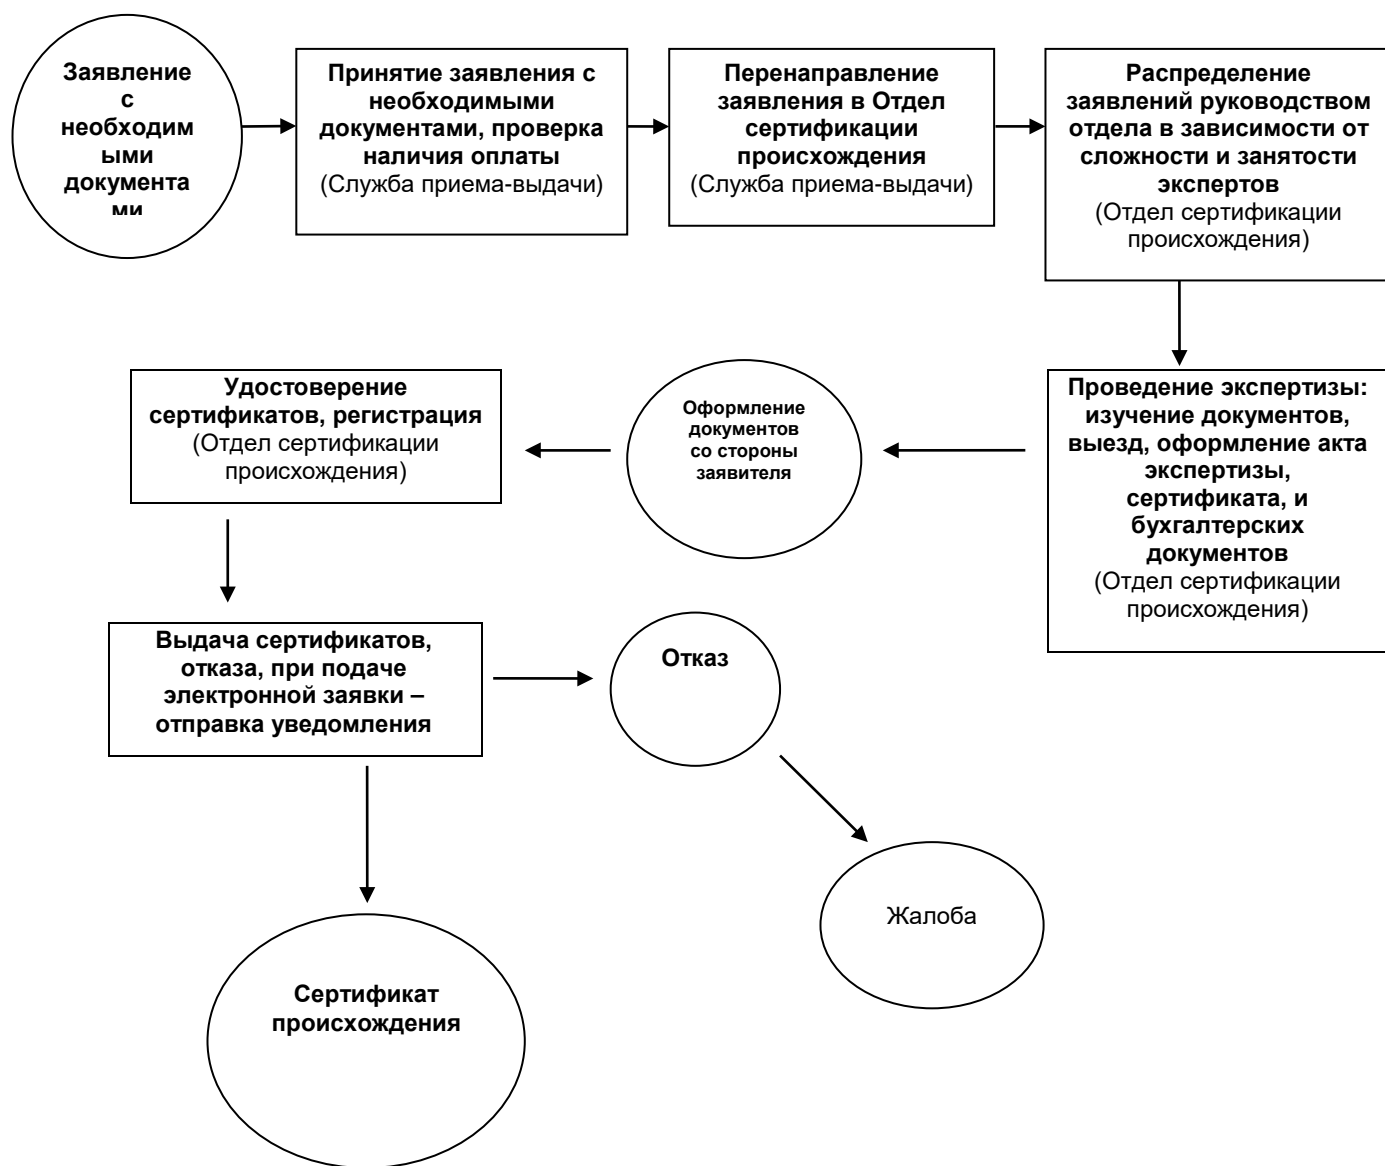 Заявление
с
необходим
ыми
документа
ми
Принятие заявления с
необходимыми
документами, проверка
наличия оплаты
(Служба приема-выдачи)
Перенаправление
заявления в Отдел
сертификации
происхождения
(Служба приема-выдачи)
Распределение
заявлений руководством
отдела в зависимости от
сложности и занятости
экспертов
(Отдел сертификации
происхождения)
Проведение экспертизы:
изучение документов,
выезд, оформление акта
экспертизы,
сертификата, и
бухгалтерских
документов
(Отдел сертификации
происхождения)
Оформление
документов
со стороны
заявителя
Удостоверение
сертификатов, регистрация
(Отдел сертификации
происхождения)
Выдача сертификатов,
отказа, при подаче
электронной заявки –
отправка уведомления
Отказ
Жалоба
Сертификат
происхождения